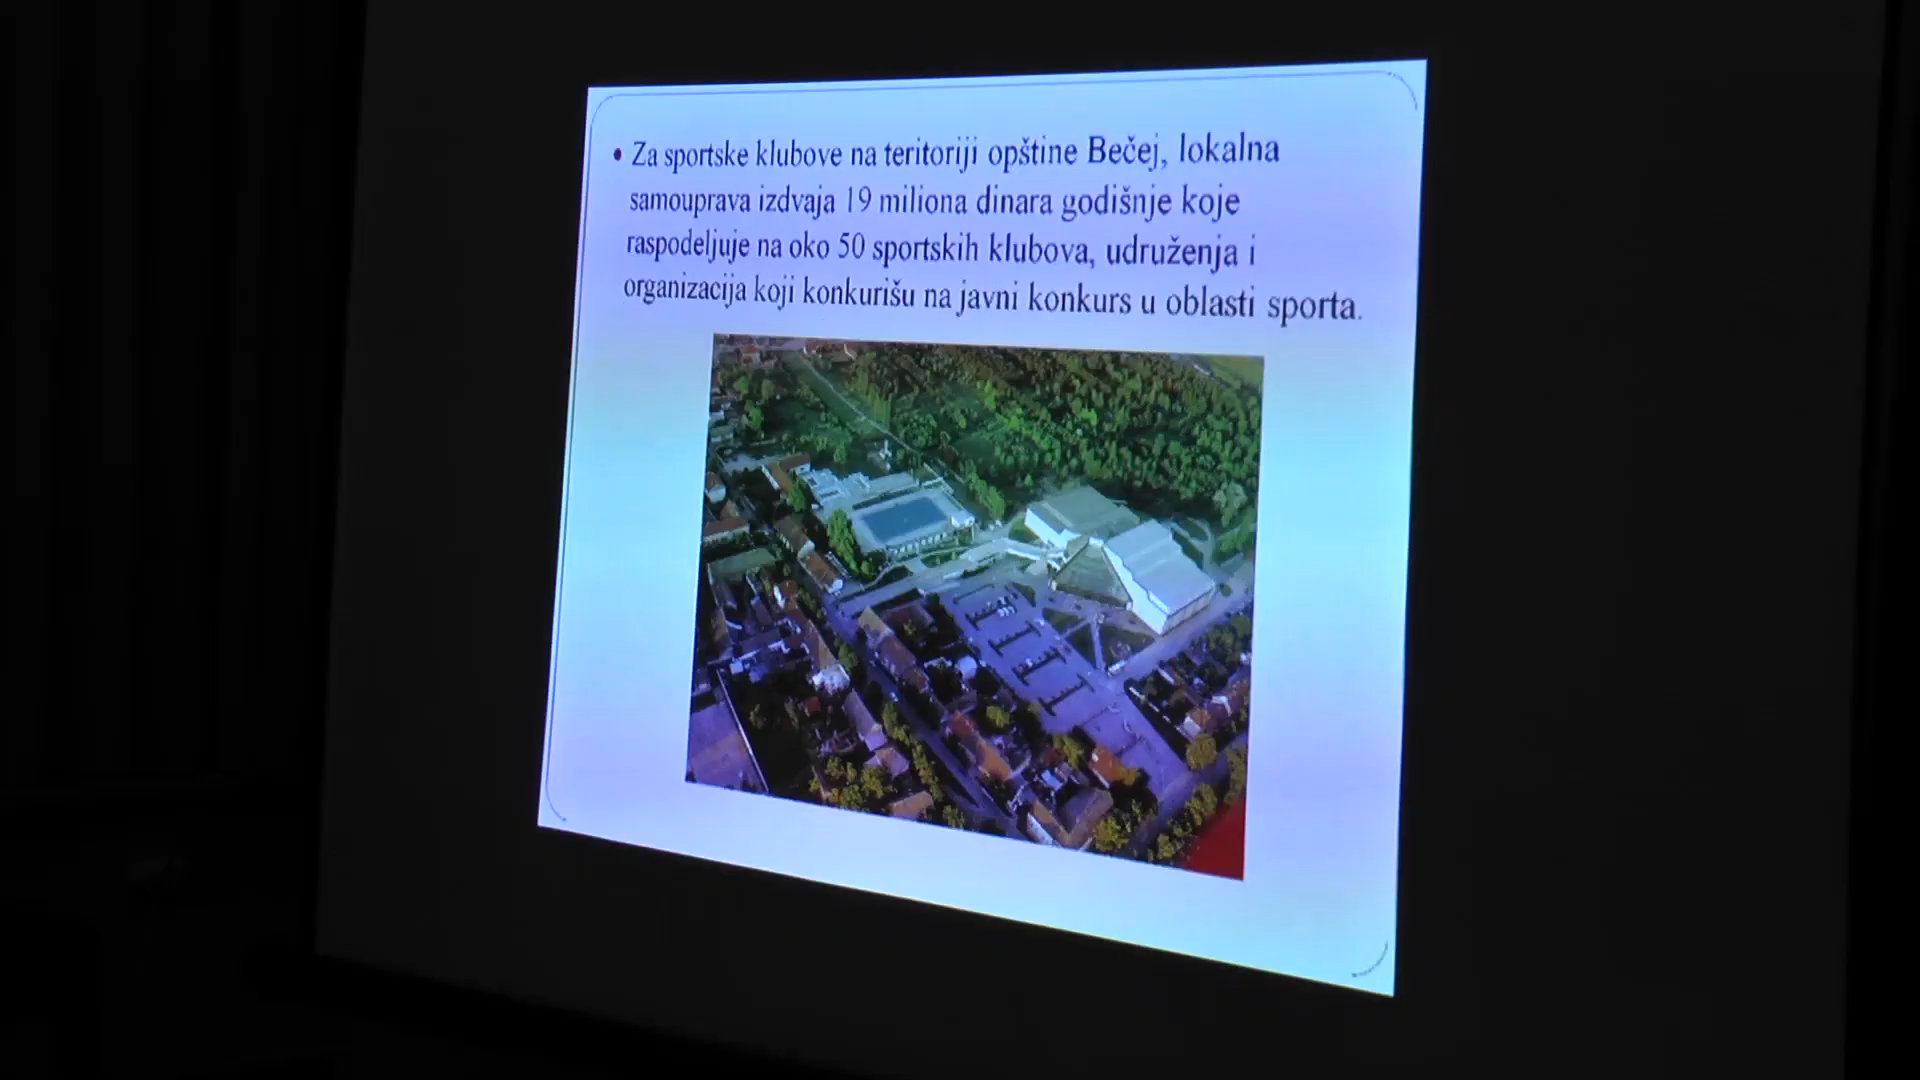 • Za sportske klubove na teritoriji opštine Bečej, lokalna
samouprava izdvaja 19 miliona dinara godišnje koje
raspodeljuje na oko 50 sportskih klubova, udruženja i
organizacija koji konkurišu na javni konkurs u oblasti sporta.